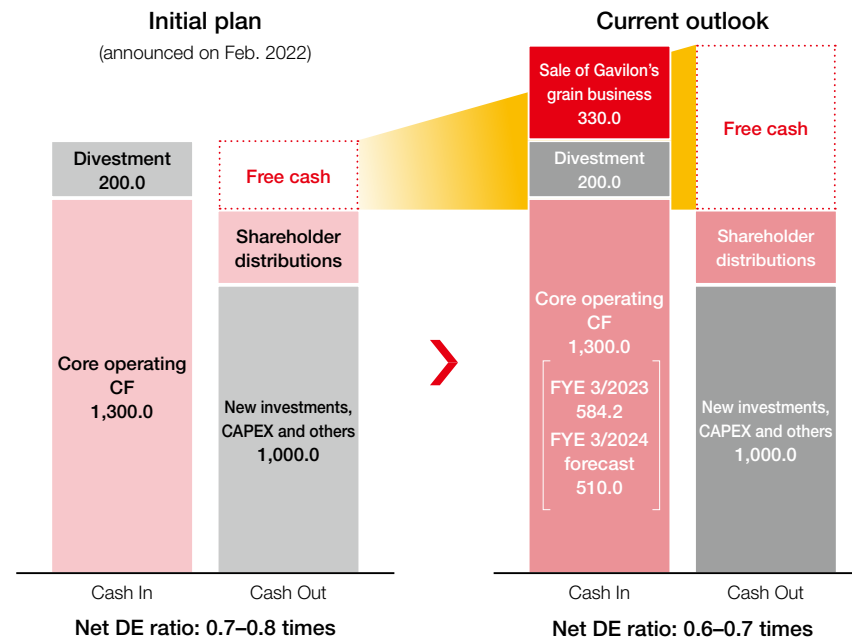 Initial plan
(announced on Feb. 2022)
Divestment
200.0
Core operating
CF
1,300.0
Free cash
Shareholder
distributions
New investments,
CAPEX and others
1,000.0
Cash In
Cash Out
Net DE ratio: 0.7–0.8 times
Current outlook
Sale of Gavilon's
grain business
330.0
Divestment
200.0
Core operating
CF
1,300.0
FYE 3/2023
584.2
FYE 3/2024
forecast
510.0
Free cash
Shareholder
distributions
New investments,
CAPEX and others
1,000.0
Cash In
Cash Out
Net DE ratio: 0.6–0.7 times